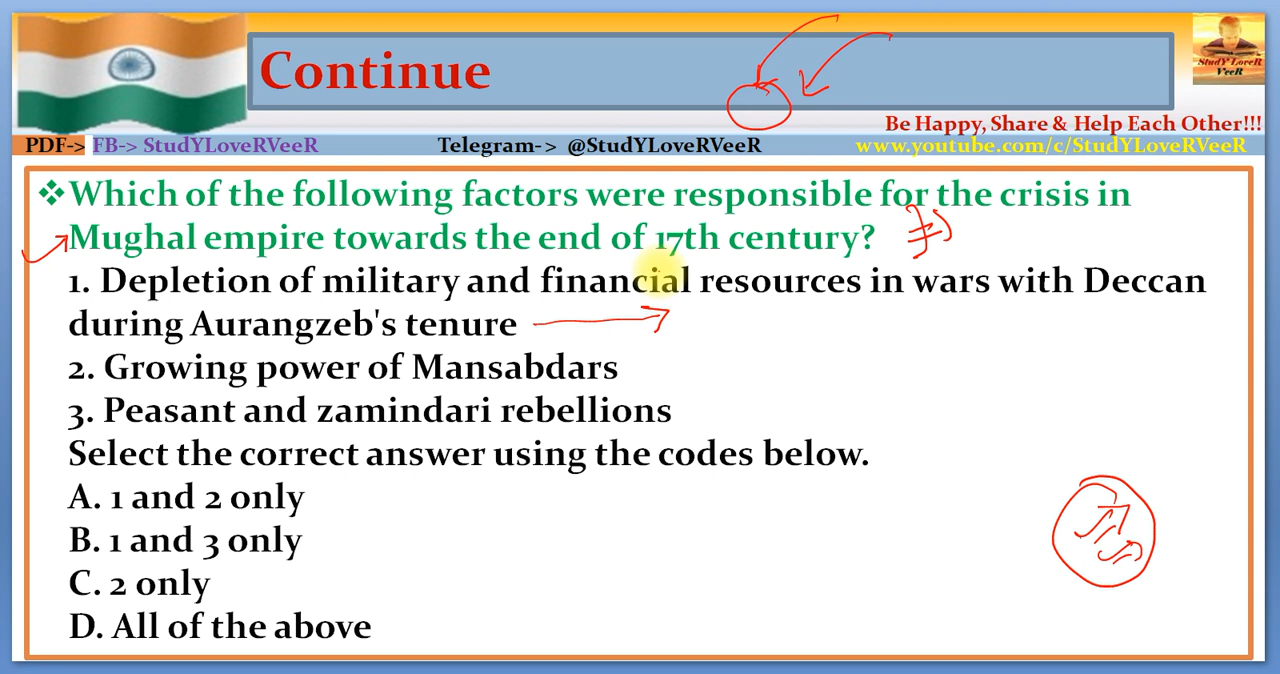 Continue
StudY LoveR
VeeR
Be Happy, Share & Help Each Other!!!
PDF-> FB-> StudYLoveRVeeR Telegram-> @StudYLoveRVeeR www.youtube.com/c/StudYLoveRVeeR
❖Which of the following factors were responsible for the crisis in
Mughal empire towards the end of 17th century?
1. Depletion of military and financial resources in wars with Deccan
during Aurangzeb's tenure
2. Growing power of Mansabdars
3. Peasant and zamindari rebellions
Select the correct answer using the codes below.
A. 1 and 2 only
B. 1 and 3 only
C. 2 only
D. All of the above